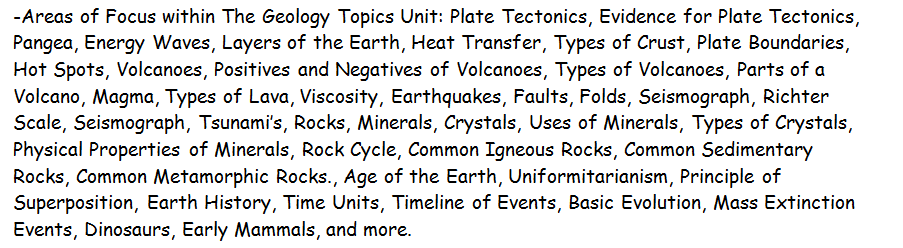 -Areas of Focus within The Geology Topics Unit: Plate Tectonics, Evidence for Plate Tectonics,
Pangea, Energy Waves, Layers of the Earth, Heat Transfer, Types of Crust, Plate Boundaries,
Hot Spots, Volcanoes, Positives and Negatives of Volcanoes, Types of Volcanoes, Parts of a
Volcano, Magma, Types of Lava, Viscosity, Earthquakes, Faults, Folds, Seismograph, Richter
Scale, Seismograph, Tsunami's, Rocks, Minerals, Crystals, Uses of Minerals, Types of Crystals,
Physical Properties of Minerals, Rock Cycle, Common Igneous Rocks, Common Sedimentary
Rocks, Common Metamorphic Rocks., Age of the Earth, Uniformitarianism, Principle of
Superposition, Earth History, Time Units, Timeline of Events, Basic Evolution, Mass Extinction
Events, Dinosaurs, Early Mammals, and more.